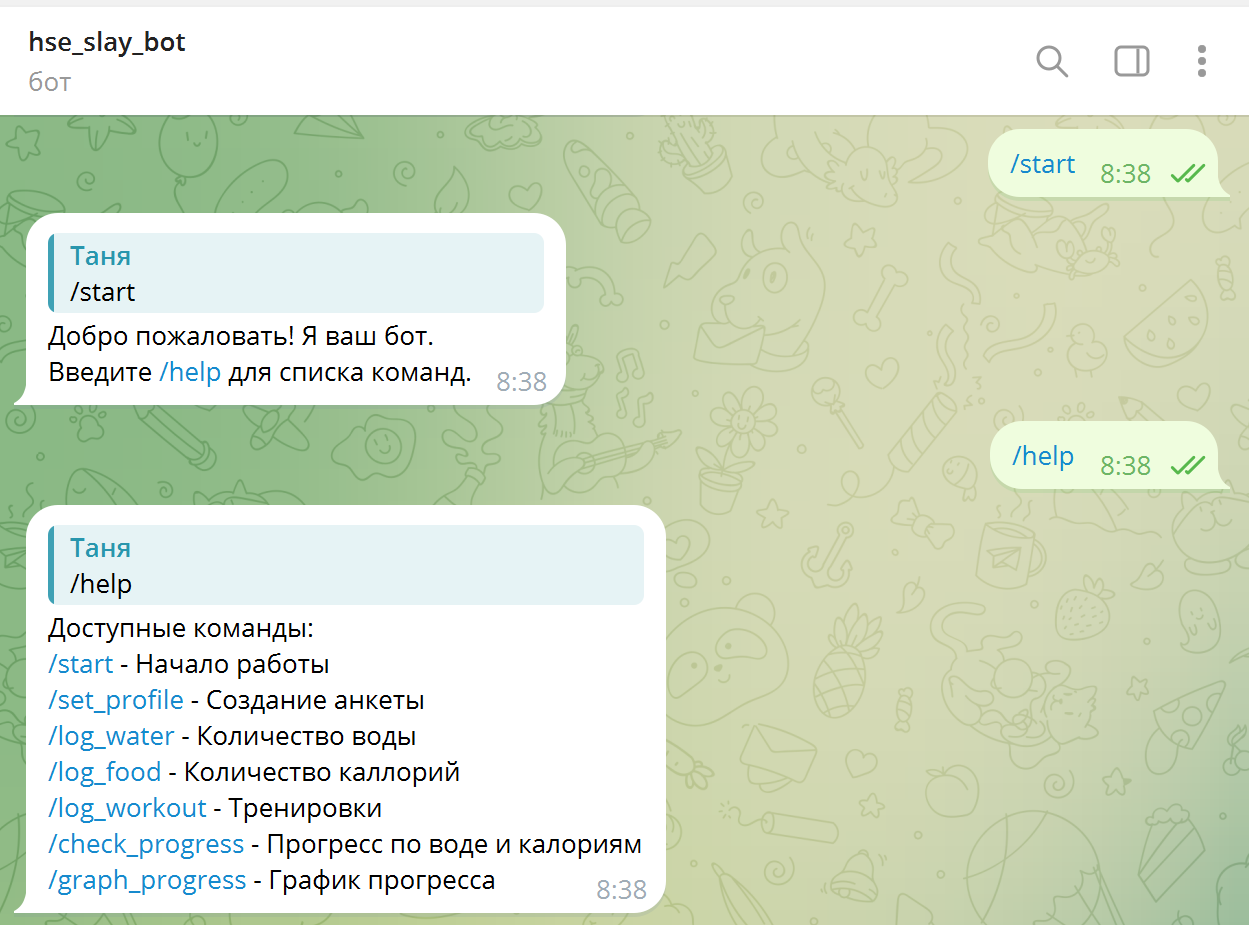 hse_slay_bot
бот
/start 8:38
Таня
/start
Добро пожаловать! Я ваш бот.
Введите /help для списка команд. 8:38
/help 8:38
Таня
/help
Доступные команды:
/start - Начало работы
/set_profile - Создание анкеты
/log_water - Количество воды
/log_food - Количество каллорий
/log_workout - Тренировки
/check_progress - Прогресс по воде и калориям
/graph_progress - График прогресса 8:38